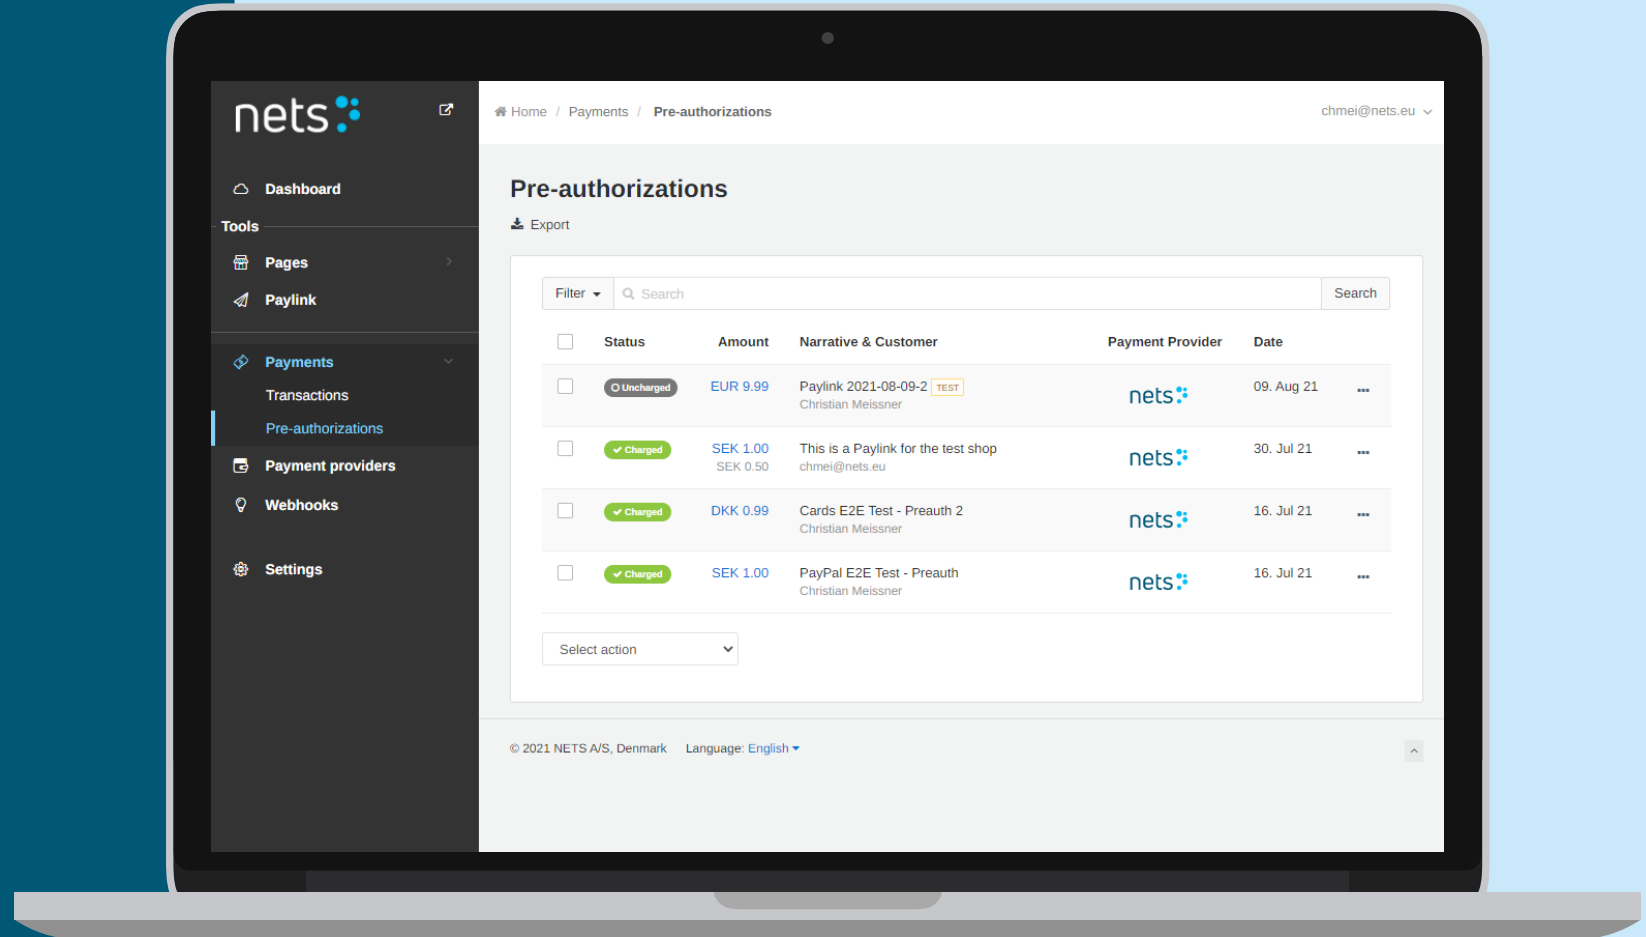 nets
Home / Payments / Pre-authorizations
chmei@nets.eu
Dashboard
Tools
Pages
Paylink
Payments
Transactions
Pre-authorizations
Payment providers
Webhooks
Settings
Pre-authorizations
Export
Filter Search Search
Status Amount Narrative & Customer Payment Provider Date
Uncharged EUR 9.99 Paylink 2021-08-09-2 TEST nets 09. Aug 21
Christian Meissner
Charged SEK 1.00 This is a Paylink for the test shop nets 30. Jul 21
SEK 0.50 chmei@nets.eu
Charged DKK 0.99 Cards E2E Test - Preauth 2 nets 16. Jul 21
Christian Meissner
Charged SEK 1.00 PayPal E2E Test - Preauth nets 16. Jul 21
Christian Meissner
Select action
© 2021 NETS A/S, Denmark Language: English